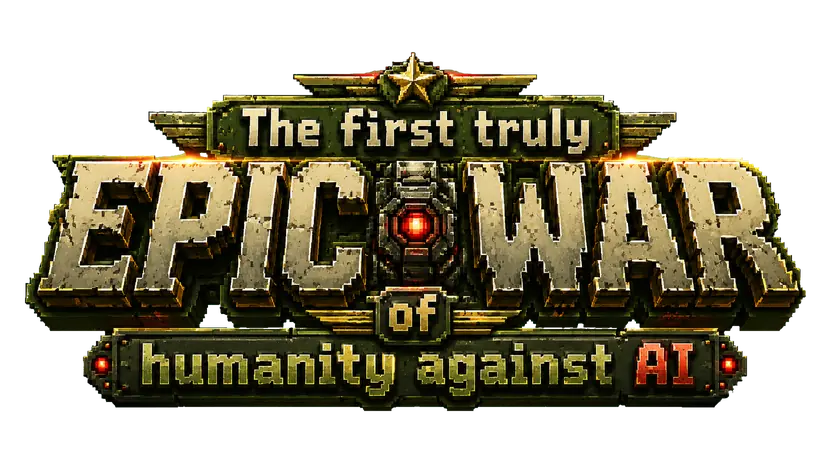 The first truly
EPIC WAR
of
humanity against AI